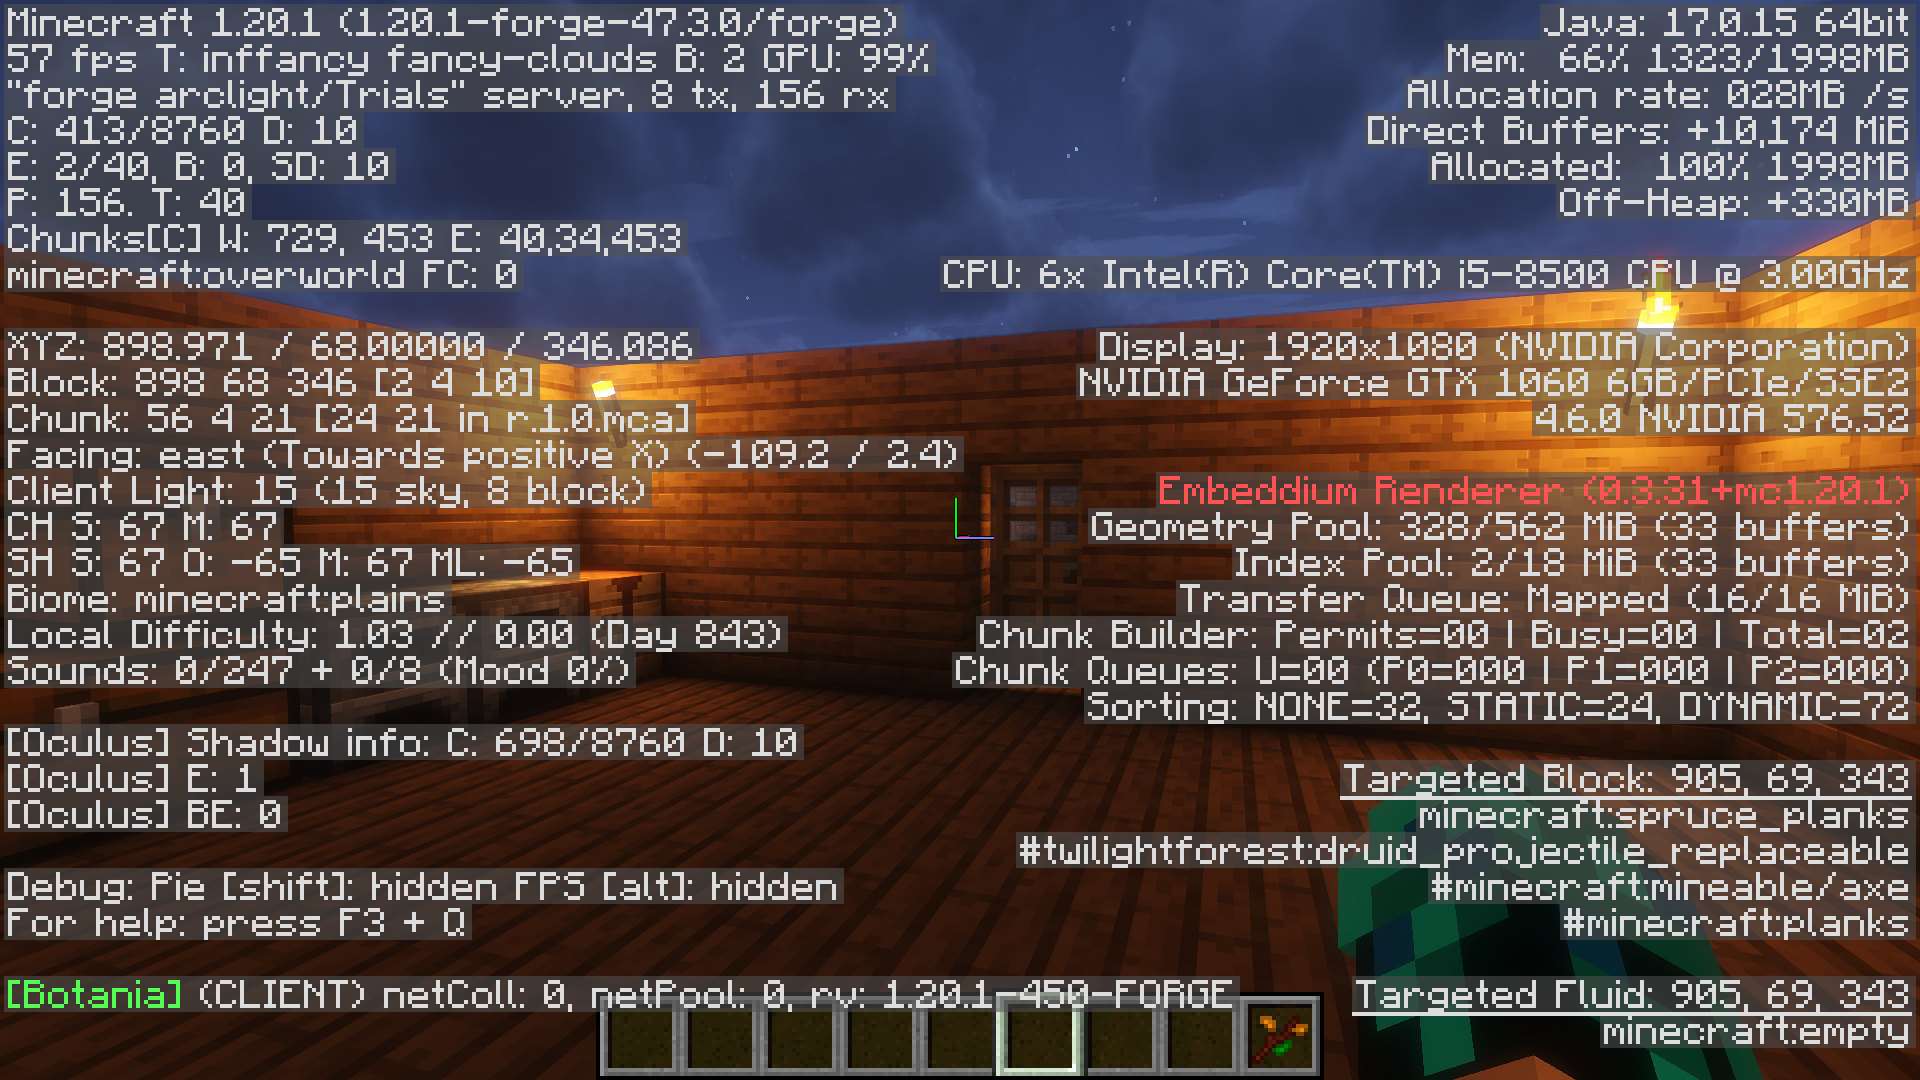 Minecraft 1.20.1 (1.20.1-forge-47.3.0/forge)
57 fps T: inffancy fancy-clouds B: 2 GPU: 99%
"forge arclight/Trials" server, 8 tx, 156 rx
C: 413/8760 D: 10
E: 2/40, B: 0, SD: 10
P: 156. T: 40
Chunks[C] W: 729, 453 E: 40,34,453
minecraft:overworld FC: 0
XYZ: 898.971 / 68.00000 / 346.086
Block: 898 68 346 [2 4 10]
Chunk: 56 4 21 [24 21 in r.1.0.mca]
Facing: east (Towards positive X) (-109.2 / 2.4)
Client Light: 15 (15 sky, 8 block)
CH S: 67 M: 67
SH S: 67 O: -65 M: 67 ML: -65
Biome: minecraft:plains
Local Difficulty: 1.03 // 0.00 (Day 843)
Sounds: 0/247 + 0/8 (Mood 0%)
[Oculus] Shadow info: C: 698/8760 D: 10
[Oculus] E: 1
[Oculus] BE: 0
Debug: Pie [shift]: hidden FPS [alt]: hidden
For help: press F3 + Q
[Botania] (CLIENT) netColl: 0, netPool: 0, rv: 1.20.1-450-FORGE
Java: 17.0.15 64bit
Mem: 66% 1323/1998MB
Allocation rate: 028MB /s
Direct Buffers: +10,174 MiB
Allocated: 100% 1998MB
Off-Heap: +330MB
CPU: 6x Intel(R) Core(TM) i5-8500 CPU @ 3.00GHz
Display: 1920x1080 (NVIDIA Corporation)
NVIDIA GeForce GTX 1060 6GB/PCIe/SSE2
4.6.0 NVIDIA 576.52
Embeddium Renderer (0.3.31+mc1.20.1)
Geometry Pool: 328/562 MiB (33 buffers)
Index Pool: 2/18 MiB (33 buffers)
Transfer Queue: Mapped (16/16 MiB)
Chunk Builder: Permits=00 | Busy=00 | Total=02
Chunk Queues: U=00 (P0=000 | P1=000 | P2=000)
Sorting: NONE=32, STATIC=24, DYNAMIC=72
Targeted Block: 905, 69, 343
minecraft:spruce_planks
#twilightforest:druid_projectile_replaceable
#minecraft:mineable/axe
#minecraft:planks
Targeted Fluid: 905, 69, 343
minecraft:empty